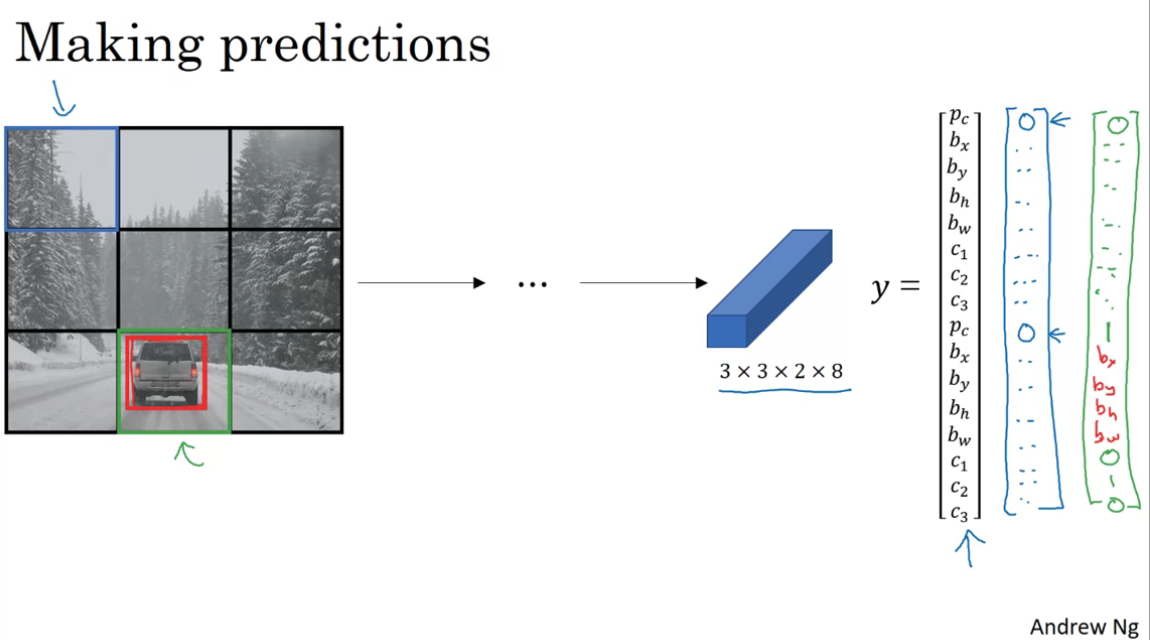 Making predictions
...
3 × 3 × 2 × 8
y =
p_c
b_x
b_y
b_h
b_w
c_1
c_2
c_3
p_c
b_x
b_y
b_h
b_w
c_1
c_2
c_3
0
0
0
1
b_x
b_y
b_h
b_w
0
1
0
Andrew Ng